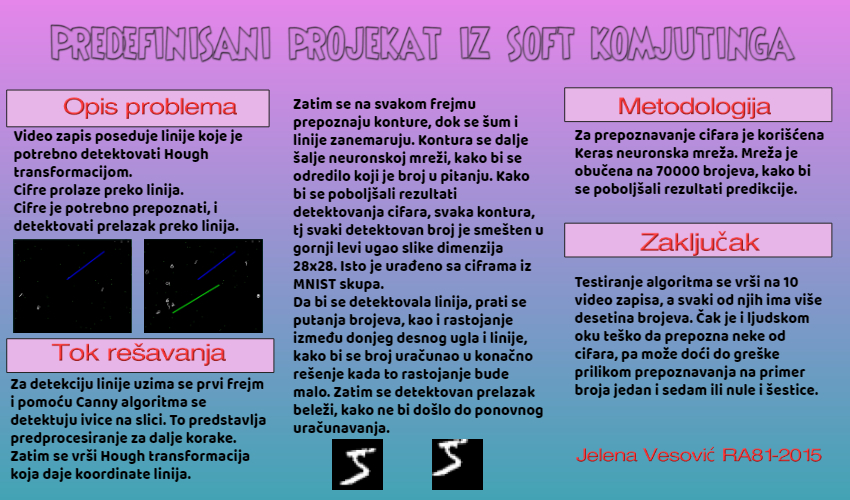 PREDEFINISANI PROJEKAT IZ SOFT KOMJUTINGA
Opis problema
Video zapis poseduje linije koje je
potrebno detektovati Hough
transformacijom.
Cifre prolaze preko linija.
Cifre je potrebno prepoznati, i
detektovati prelazak preko linija.
Tok rešavanja
Za detekciju linije uzima se prvi frejm
i pomoću Canny algoritma se
detektuju ivice na slici. To predstavlja
predprocesiranje za dalje korake.
Zatim se vrši Hough transformacija
koja daje koordinate linija.
Zatim se na svakom frejmu
prepoznaju konture, dok se šum i
linije zanemaruju. Kontura se dalje
šalje neuronskoj mreži, kako bi se
odredilo koji je broj u pitanju. Kako
bi se poboljšali rezultati
detektovanja cifara, svaka kontura,
tj svaki detektovan broj je smešten u
gornji levi ugao slike dimenzija
28x28. Isto je urađeno sa ciframa iz
MNIST skupa.
Da bi se detektovala linija, prati se
putanja brojeva, kao i rastojanje
između donjeg desnog ugla i linije,
kako bi se broj uračunao u konačno
rešenje kada to rastojanje bude
malo. Zatim se detektovan prelazak
beleži, kako ne bi došlo do ponovnog
uračunavanja.
5 5
Metodologija
Za prepoznavanje cifara je korišćena
Keras neuronska mreža. Mreža je
obučena na 70000 brojeva, kako bi
se poboljšali rezultati predikcije.
Zaključak
Testiranje algoritma se vrši na 10
video zapisa, a svaki od njih ima više
desetina brojeva. Čak je i ljudskom
oku teško da prepozna neke od
cifara, pa može doći do greške
prilikom prepoznavanja na primer
broja jedan i sedam ili nule i šestice.
Jelena Vesović RA81-2015